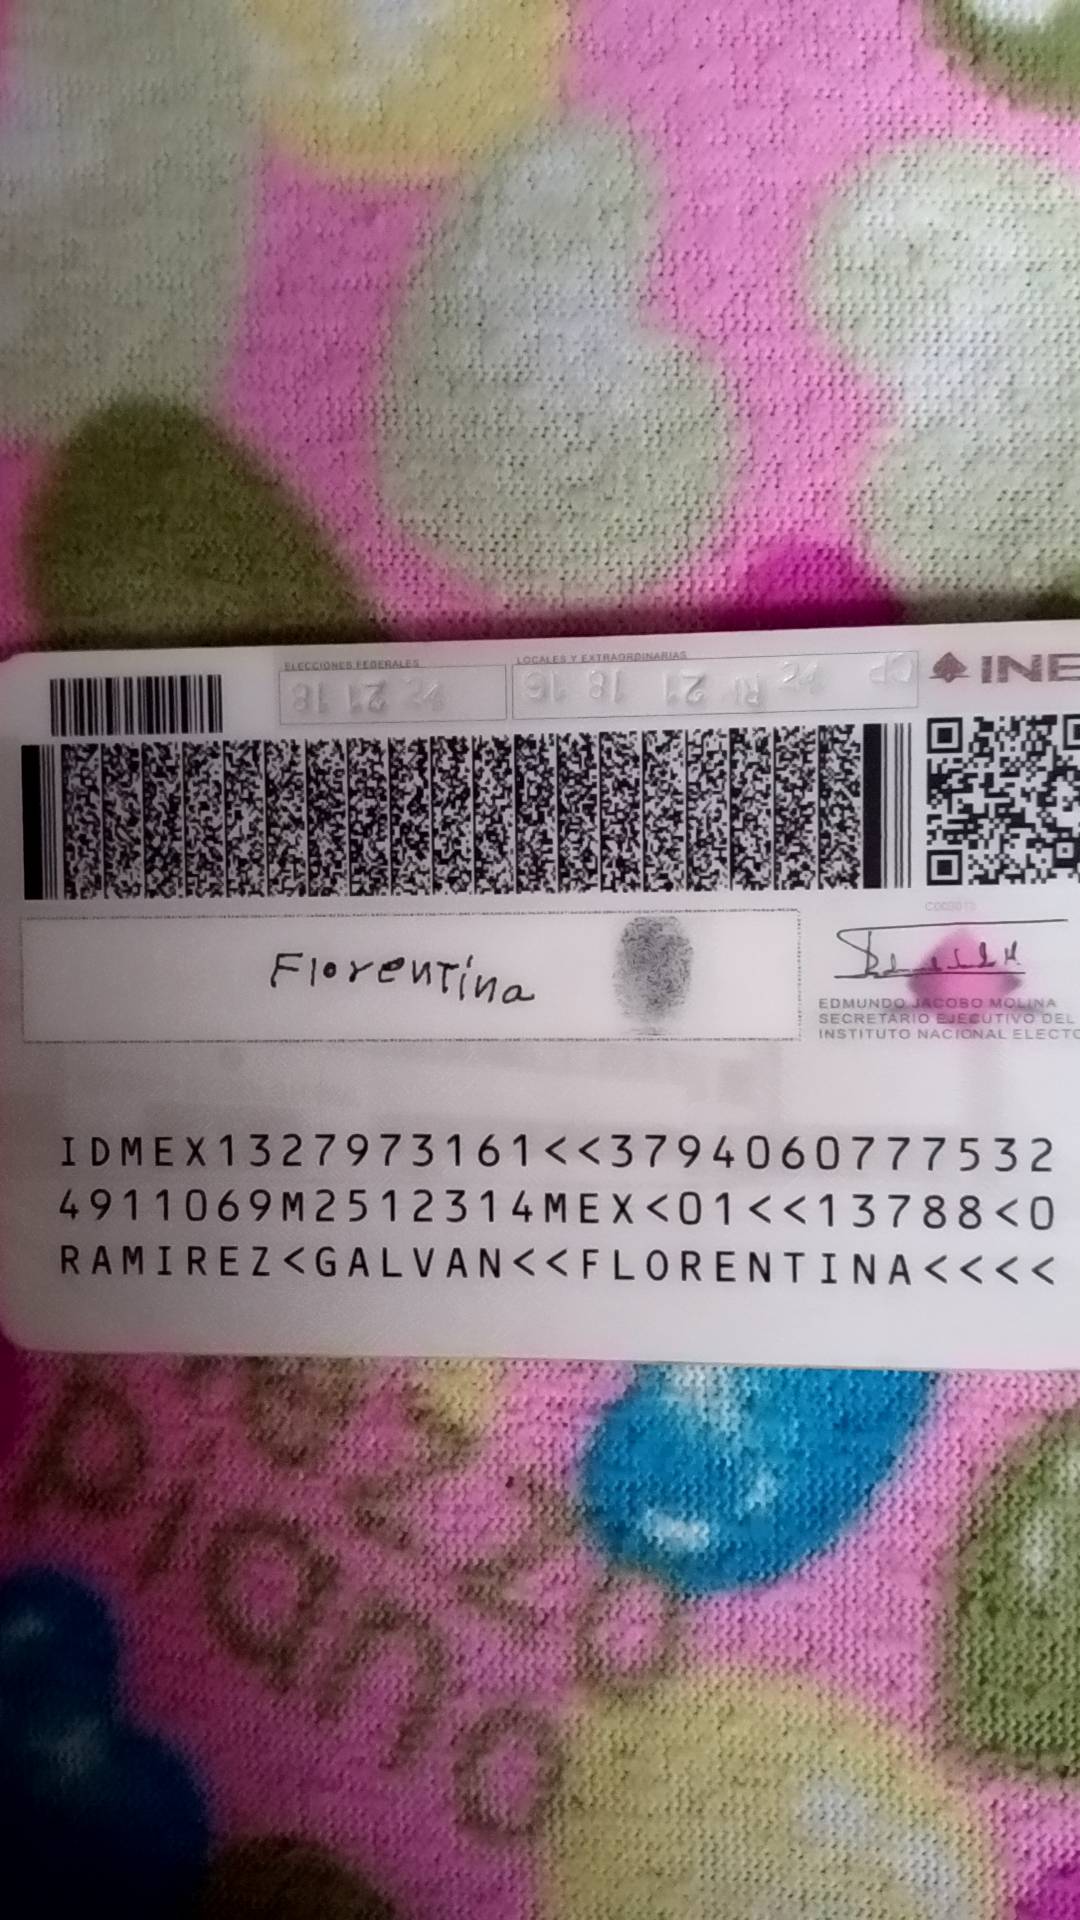 ELECCIONES FEDERALES
LOCALES Y EXTRAORDINARIAS
INE
Florentina
EDMUNDO JACOBO MOLINA
SECRETARIO EJECUTIVO DEL
INSTITUTO NACIONAL ELECTO
IDMEX1327973161<<3794060777532
4911069M2512314MEX<01<<13788<0
RAMIREZ<GALVAN<<FLORENTINA<<<<